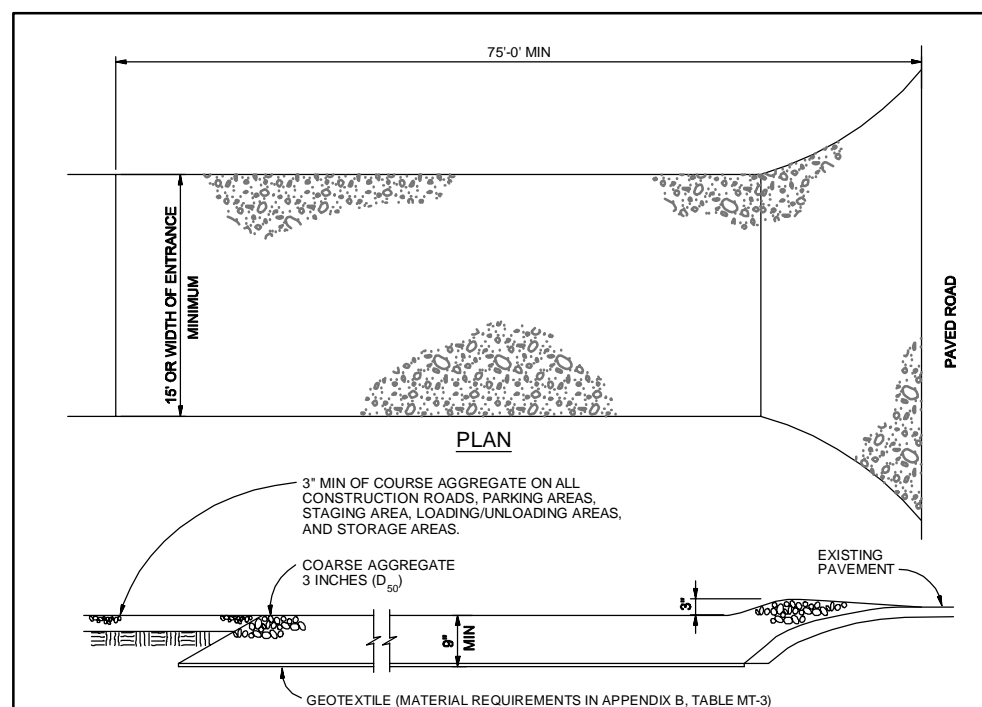 75'-0' MIN
15' OR WIDTH OF ENTRANCE
MINIMUM
PAVED ROAD
PLAN
3" MIN OF COURSE AGGREGATE ON ALL
CONSTRUCTION ROADS, PARKING AREAS,
STAGING AREA, LOADING/UNLOADING AREAS,
AND STORAGE AREAS.
COARSE AGGREGATE
3 INCHES (D50)
EXISTING
PAVEMENT
3"
9"
MIN
GEOTEXTILE (MATERIAL REQUIREMENTS IN APPENDIX B, TABLE MT-3)